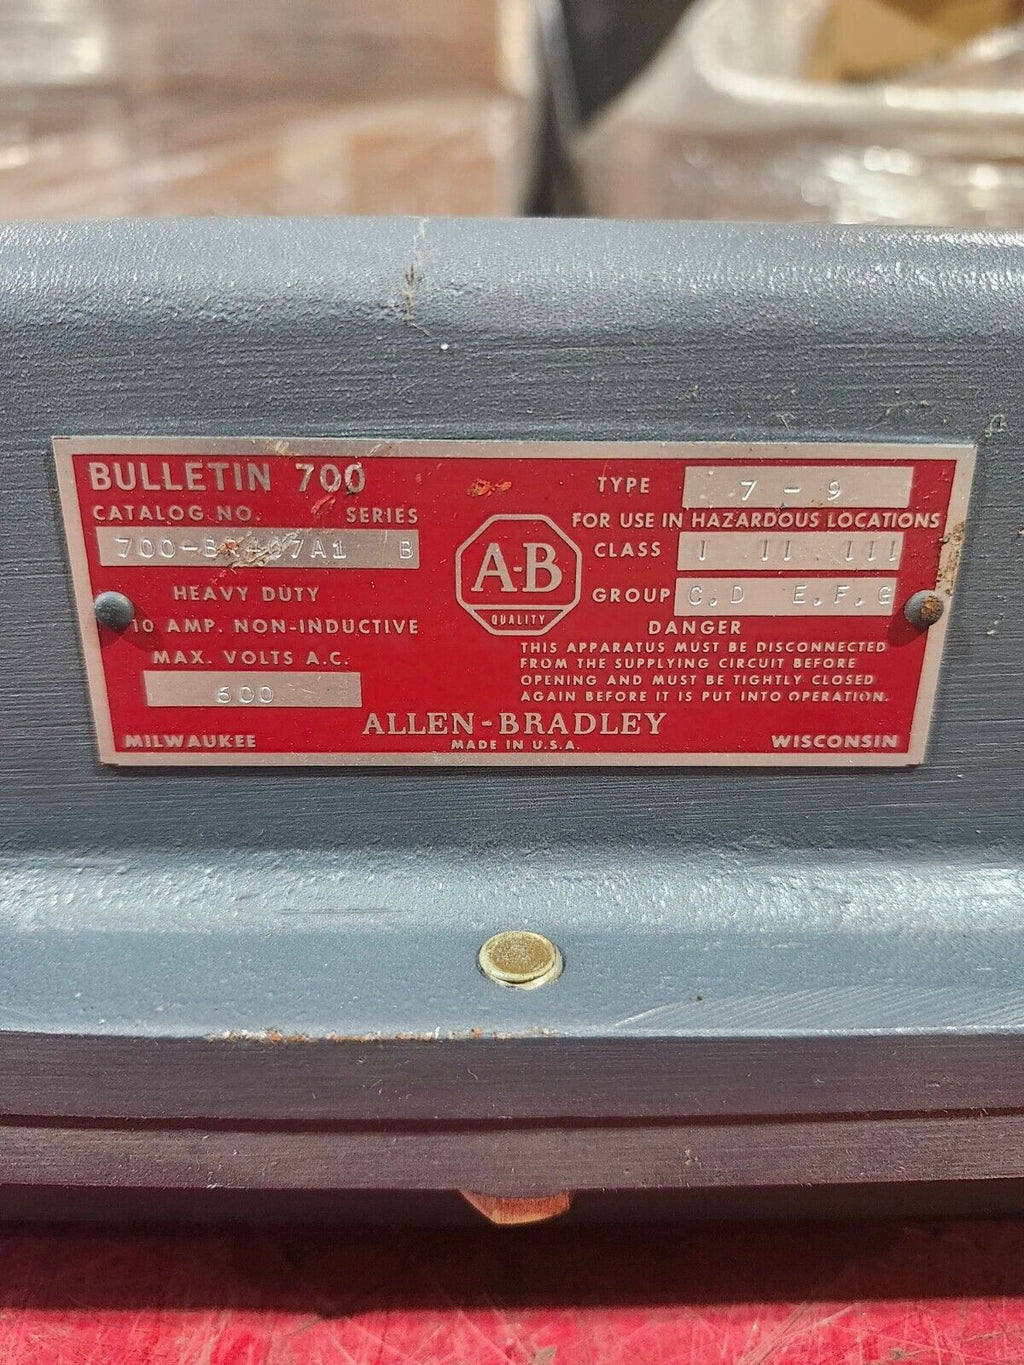 BULLETIN 700
CATALOG NO. SERIES
B
HEAVY DUTY
10 AMP. NON-INDUCTIVE
MAX. VOLTS A.C.
600
MILWAUKEE
A-B
QUALITY
ALLEN-BRADLEY
MADE IN U.S.A.
TYPE 7 - 9
FOR USE IN HAZARDOUS LOCATIONS
CLASS I II III
GROUP C,D E,F,G
DANGER
THIS APPARATUS MUST BE DISCONNECTED
FROM THE SUPPLYING CIRCUIT BEFORE
OPENING AND MUST BE TIGHTLY CLOSED
AGAIN BEFORE IT IS PUT INTO OPERATION.
WISCONSIN